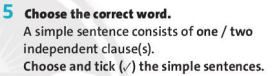 5 Choose the correct word.
A simple sentence consists of one / two
independent clause(s).
Choose and tick (✓) the simple sentences.